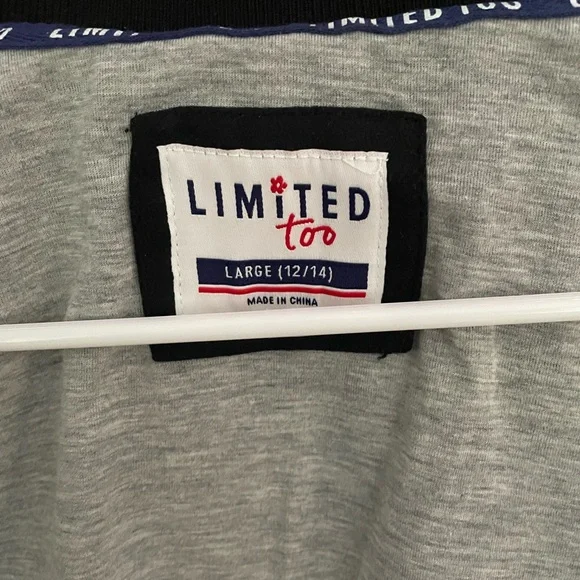 LIMITED TOO
LIMiTED
too
LARGE (12/14)
MADE IN CHINA